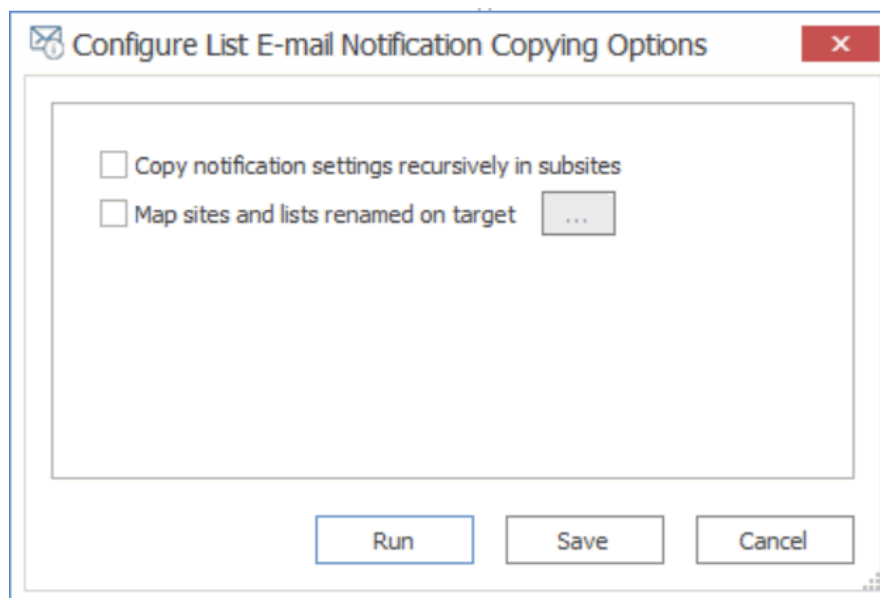 Configure List E-mail Notification Copying Options
Copy notification settings recursively in subsites
Map sites and lists renamed on target ...
Run Save Cancel